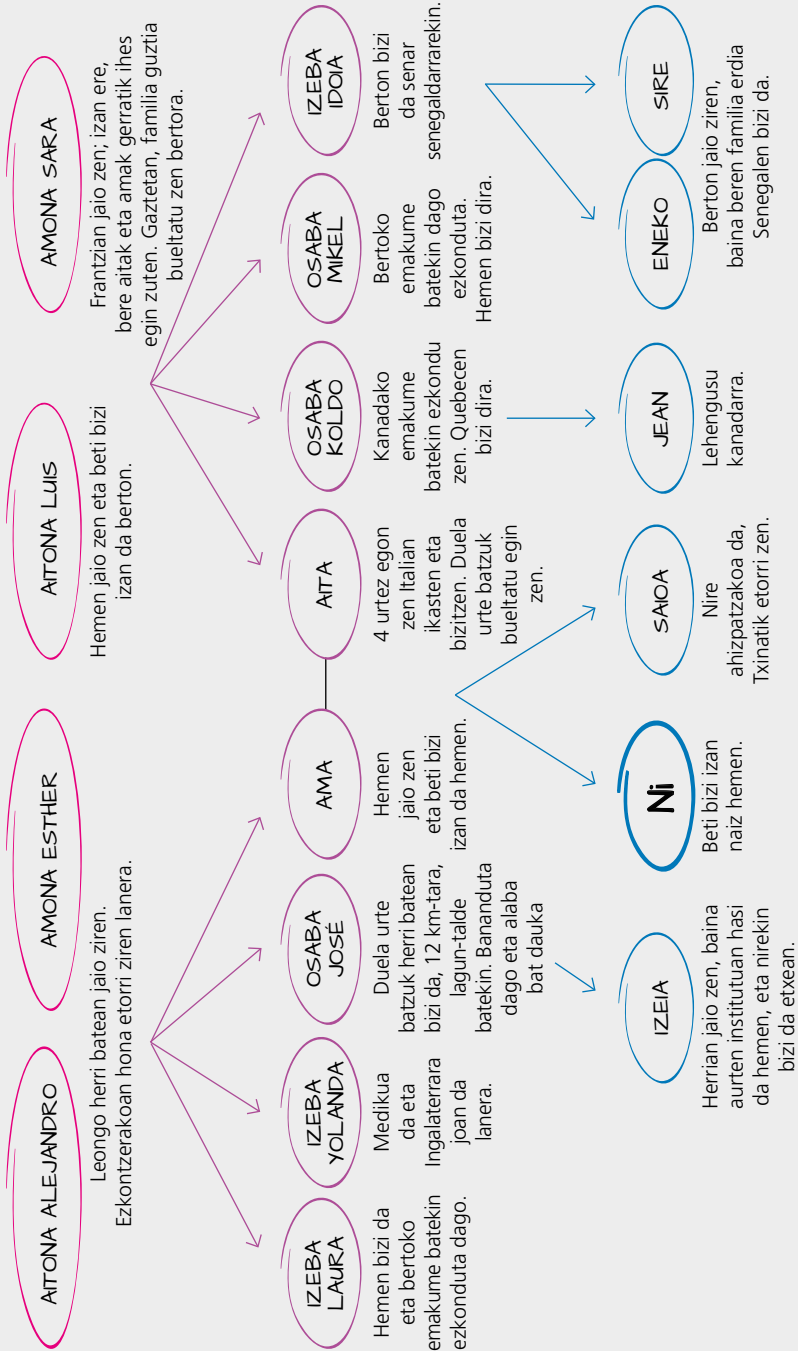 AITONA ALEJANDRO
AMONA ESTHER
Leongo herri batean jaio ziren.
Ezkontzerakoan hona etorri ziren lanera.
AITONA LUIS
Hemen jaio zen eta beti bizi
izan da berton.
AMONA SARA
Frantzian jaio zen; izan ere,
bere aitak eta amak gerratik ihes
egin zuten. Gaztetan, familia guztia
bueltatu zen bertora.
IZEBA
LAURA
Hemen bizi da
eta bertoko
emakume batekin
ezkonduta dago.
IZEBA
YOLANDA
Medikua
da eta
Ingalaterrara
joan da
lanera.
OSABA
JOSÉ
Duela urte
batzuk herri batean
bizi da, 12 km-tara,
lagun-talde
batekin. Bananduta
dago eta alaba
bat dauka
AMA
Hemen
jaio zen
eta beti bizi
izan da hemen.
AITA
4 urtez egon
zen Italian
ikasten eta
bizitzen. Duela
urte batzuk
bueltatu egin
zen.
OSABA
KOLDO
Kanadako
emakume
batekin ezkondu
zen. Quebecen
bizi dira.
OSABA
MIKEL
Bertoko
emakume
batekin dago
ezkonduta.
Hemen bizi dira.
IZEBA
IDOIA
Berton bizi
da senar
senegaldarrarekin.
IZEIA
Herrian jaio zen, baina
aurten institutuan hasi
da hemen, eta nirekin
bizi da etxean.
Ni
Beti bizi izan
naiz hemen.
SAIOA
Nire
ahizpatzakoa da,
Txinatik etorri zen.
JEAN
Lehengusu
kanadarra.
ENEKO
SIRE
Berton jaio ziren,
baina beren familia erdia
Senegalen bizi da.